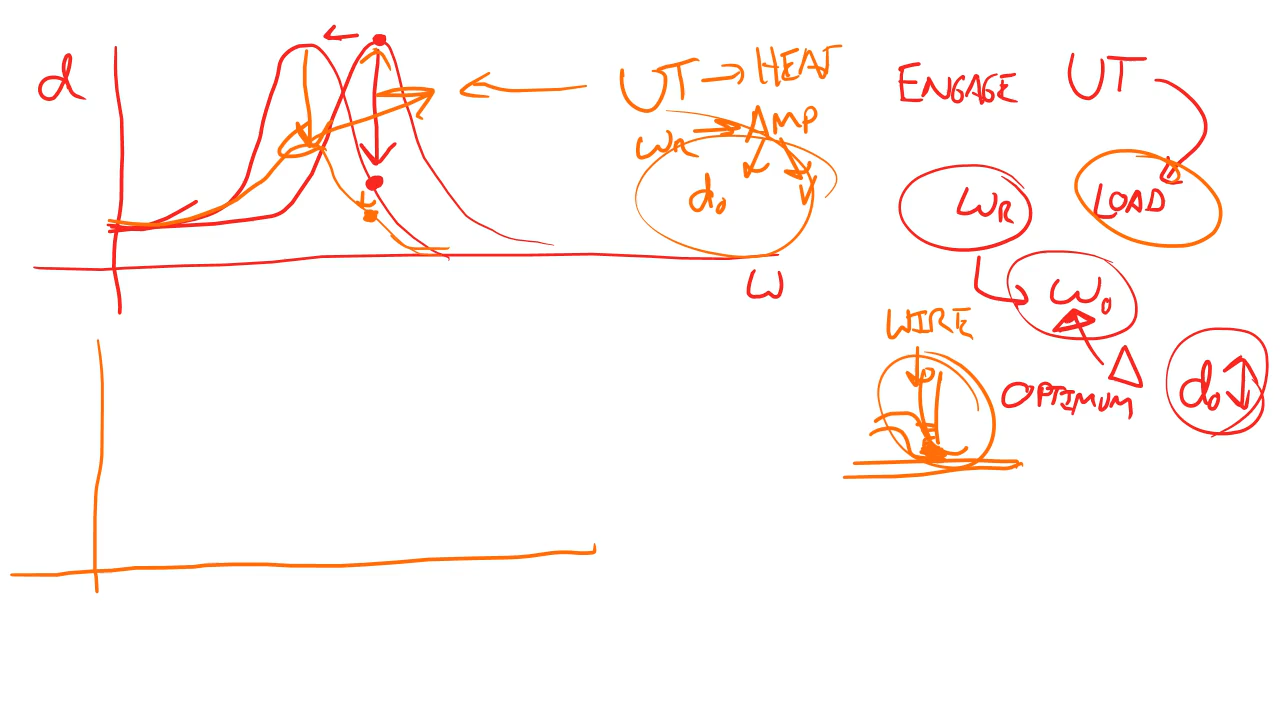 d
ω
UT → HEAT
ωR → AMP
d₀
ENGAGE UT
ωR
LOAD
ω₀
WIRE
OPTIMUM
d₀